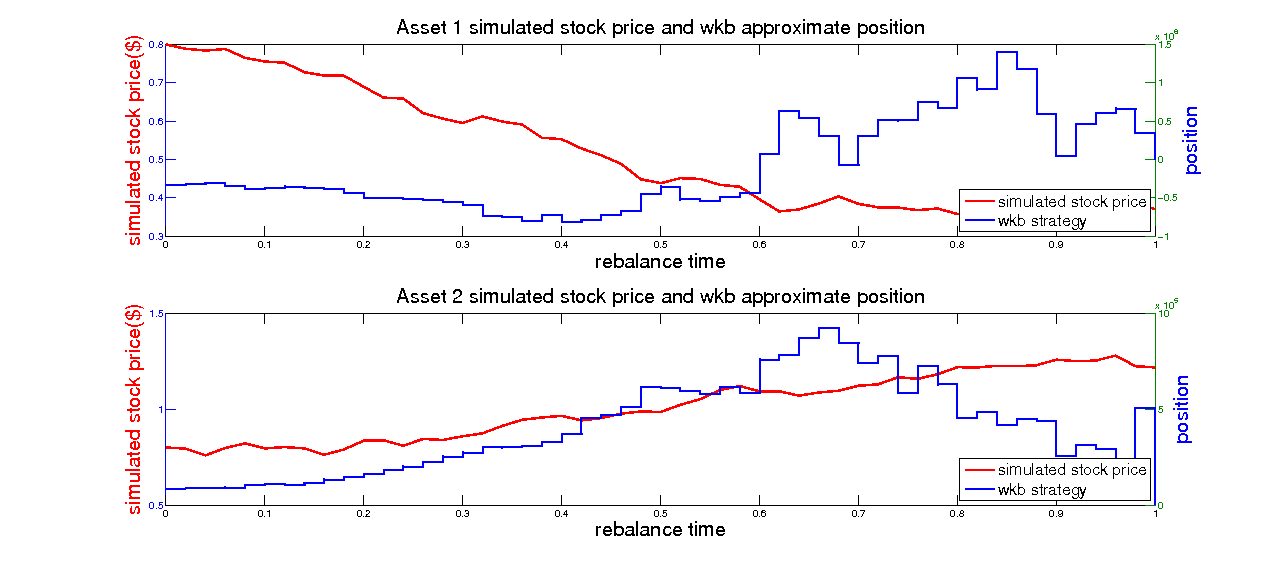 Asset 1 simulated stock price and wkb approximate position
x 10
simulated stock price($)
0.8
0.7
0.6
0.5
0.4
0.3
1.5
1
0.5
0
−0.5
−1
position
simulated stock price
wkb strategy
0 0.1 0.2 0.3 0.4 0.5 0.6 0.7 0.8 0.9 1
rebalance time
Asset 2 simulated stock price and wkb approximate position
x 10
simulated stock price($)
1.5
1
0.5
10
5
0
position
simulated stock price
wkb strategy
0 0.1 0.2 0.3 0.4 0.5 0.6 0.7 0.8 0.9 1
rebalance time